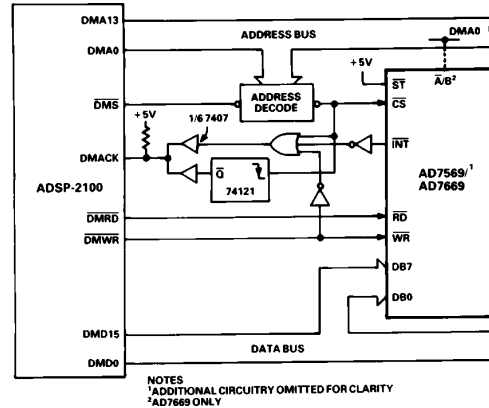 DMA13
ADDRESS BUS
DMA0
DMA0
+5V
A/B²
ST
DMS
ADDRESS
DECODE
CS
+5V
1/6 7407
INT
DMACK
ADSP-2100
Q
74121
AD7569/¹
AD7669
DMRD
RD
DMWR
WR
DB7
DB0
DMD15
DATA BUS
DMD0
NOTES
¹ADDITIONAL CIRCUITRY OMITTED FOR CLARITY
²AD7669 ONLY